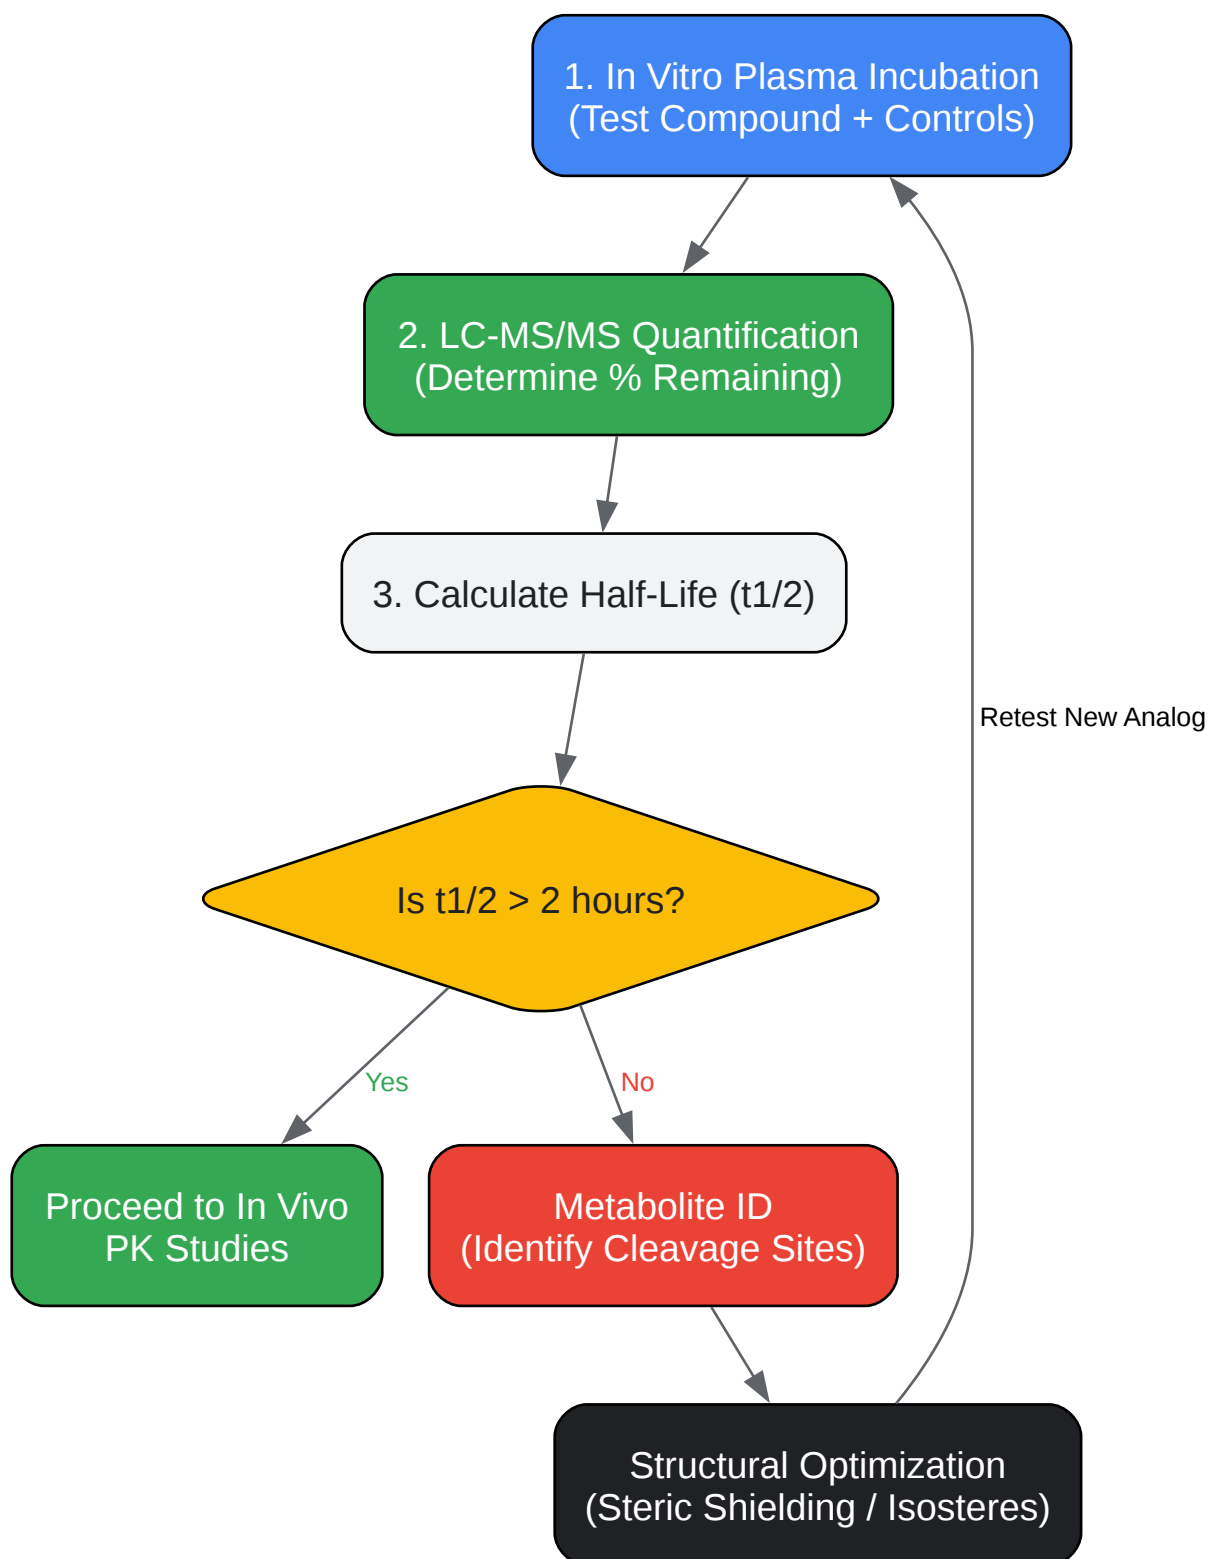 1. In Vitro Plasma Incubation
(Test Compound + Controls)
2. LC-MS/MS Quantification
(Determine % Remaining)
3. Calculate Half-Life (t1/2)
Retest New Analog
Is t1/2 > 2 hours?
Yes
No
Proceed to In Vivo
PK Studies
Metabolite ID
(Identify Cleavage Sites)
Structural Optimization
(Steric Shielding / Isosteres)